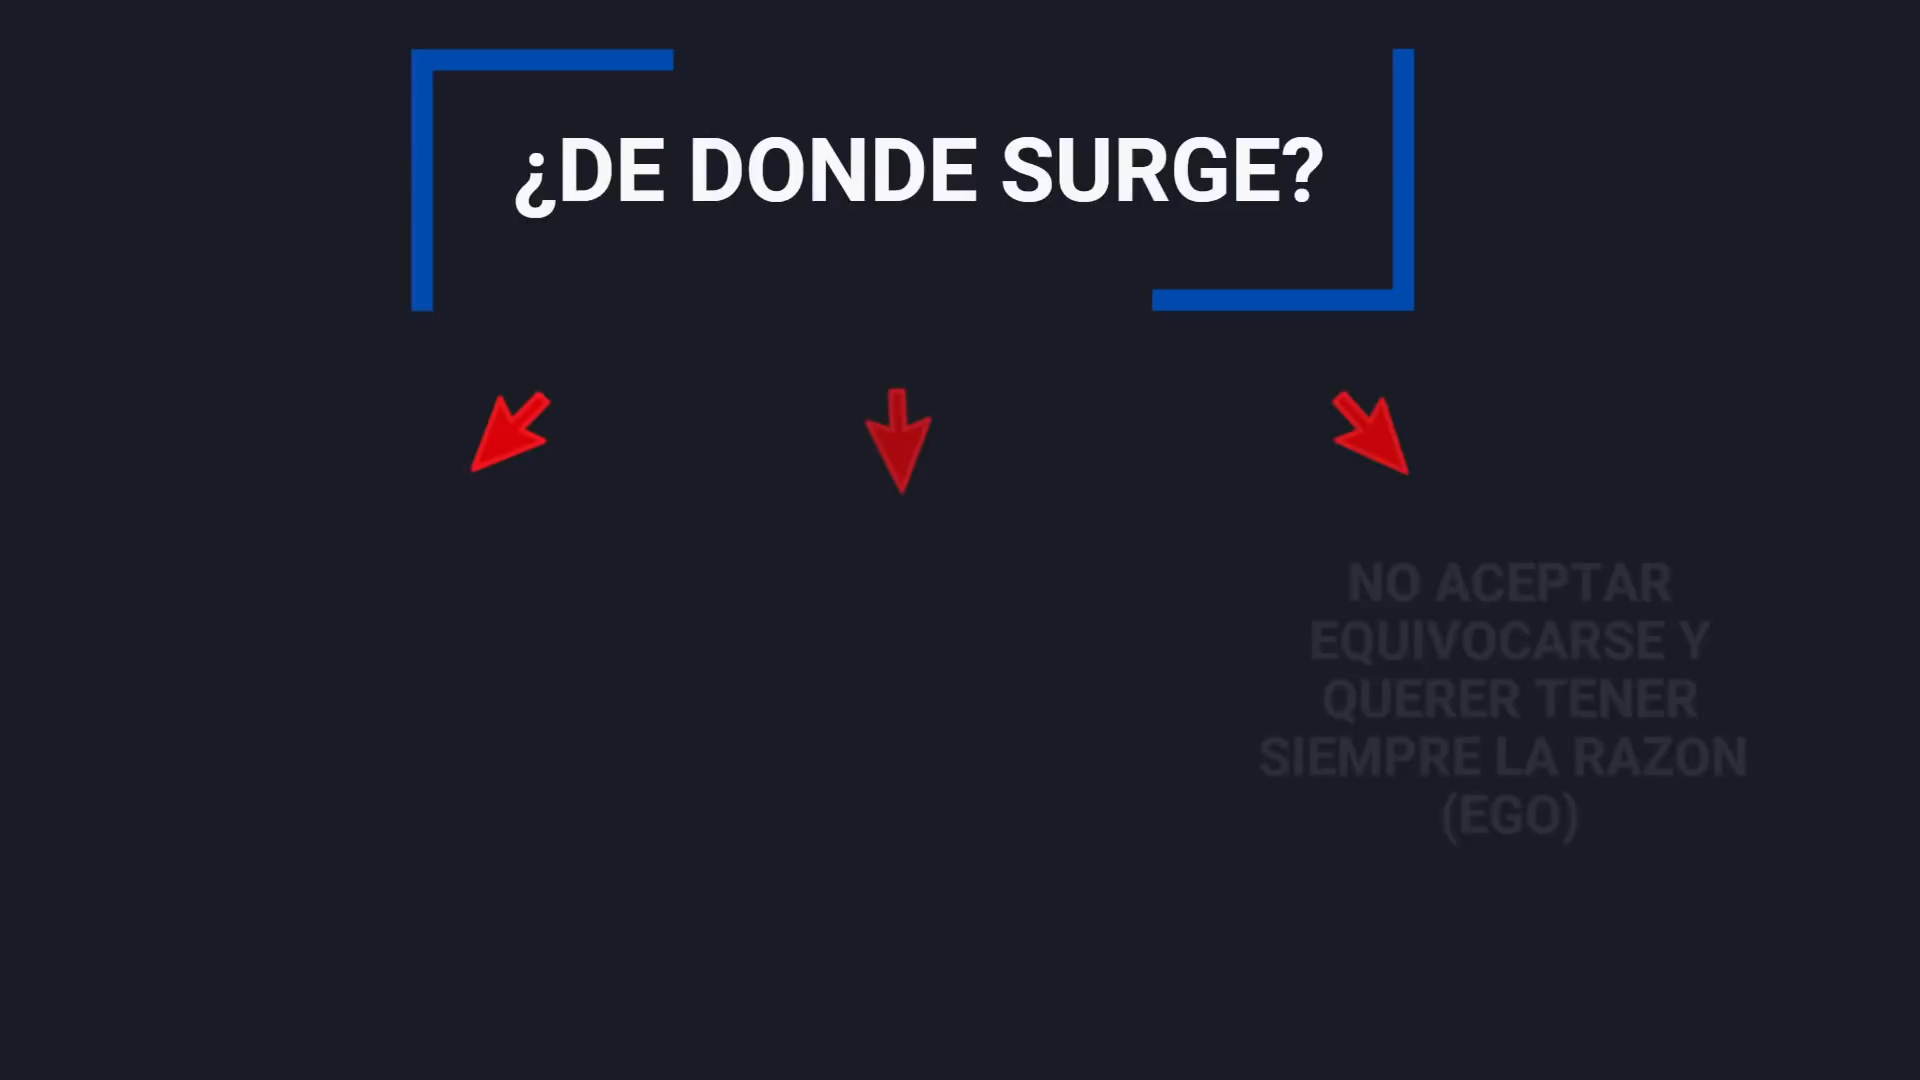 ¿DE DONDE SURGE?
NO ACEPTAR
EQUIVOCARSE Y
QUERER TENER
SIEMPRE LA RAZON
(EGO)